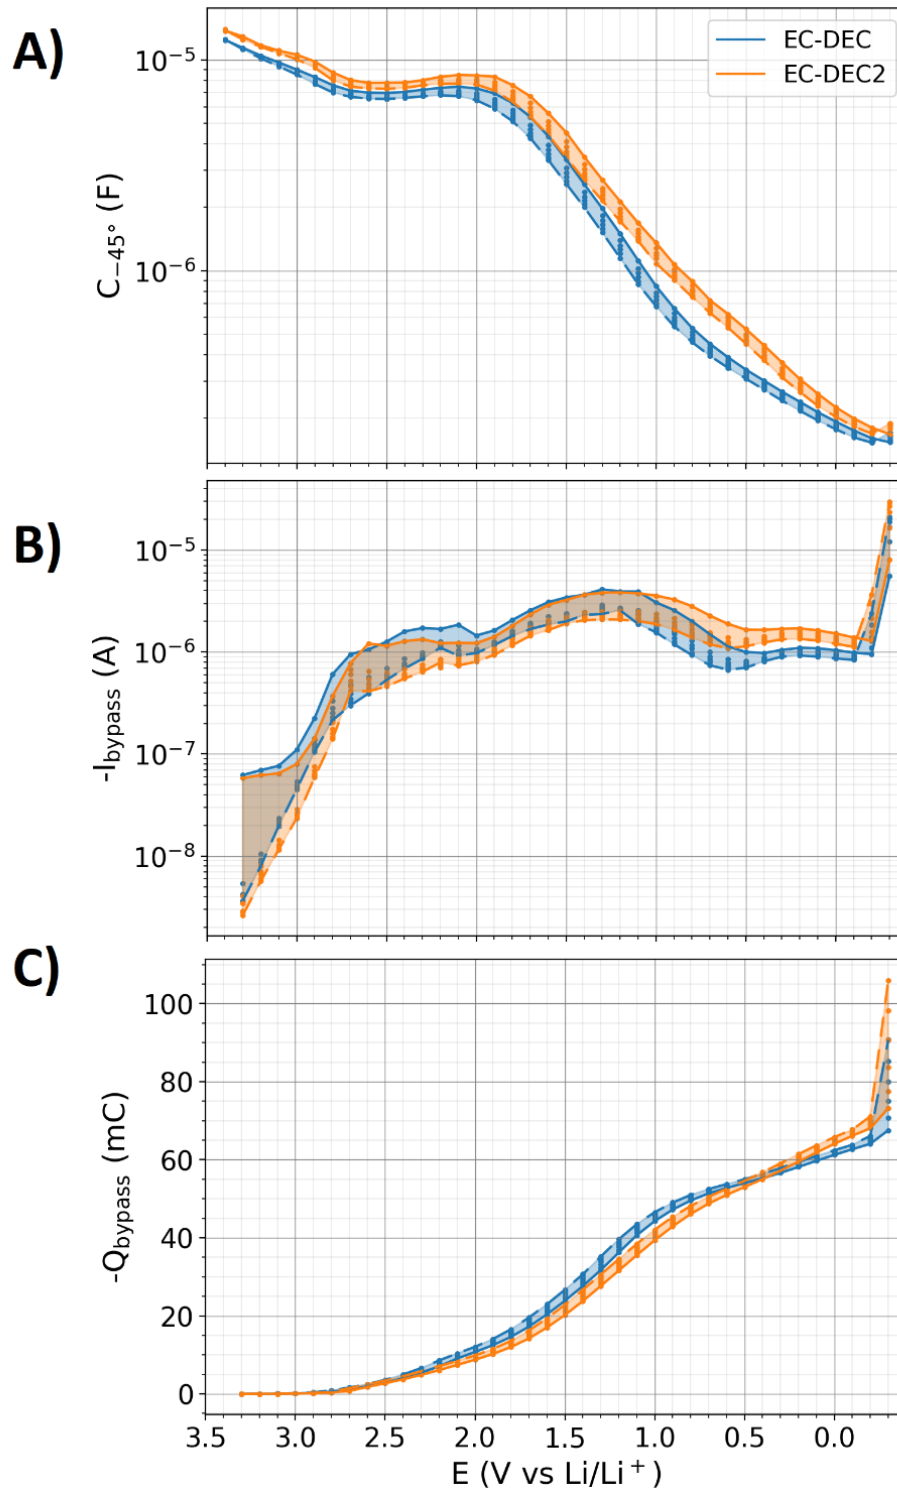 A)
EC-DEC
EC-DEC2
10⁻⁵
10⁻⁶
C₋₄₅° (F)
B)
10⁻⁵
10⁻⁶
10⁻⁷
10⁻⁸
-I_bypass (A)
C)
100
80
60
40
20
0
-Q_bypass (mC)
3.5 3.0 2.5 2.0 1.5 1.0 0.5 0.0
E (V vs Li/Li⁺)